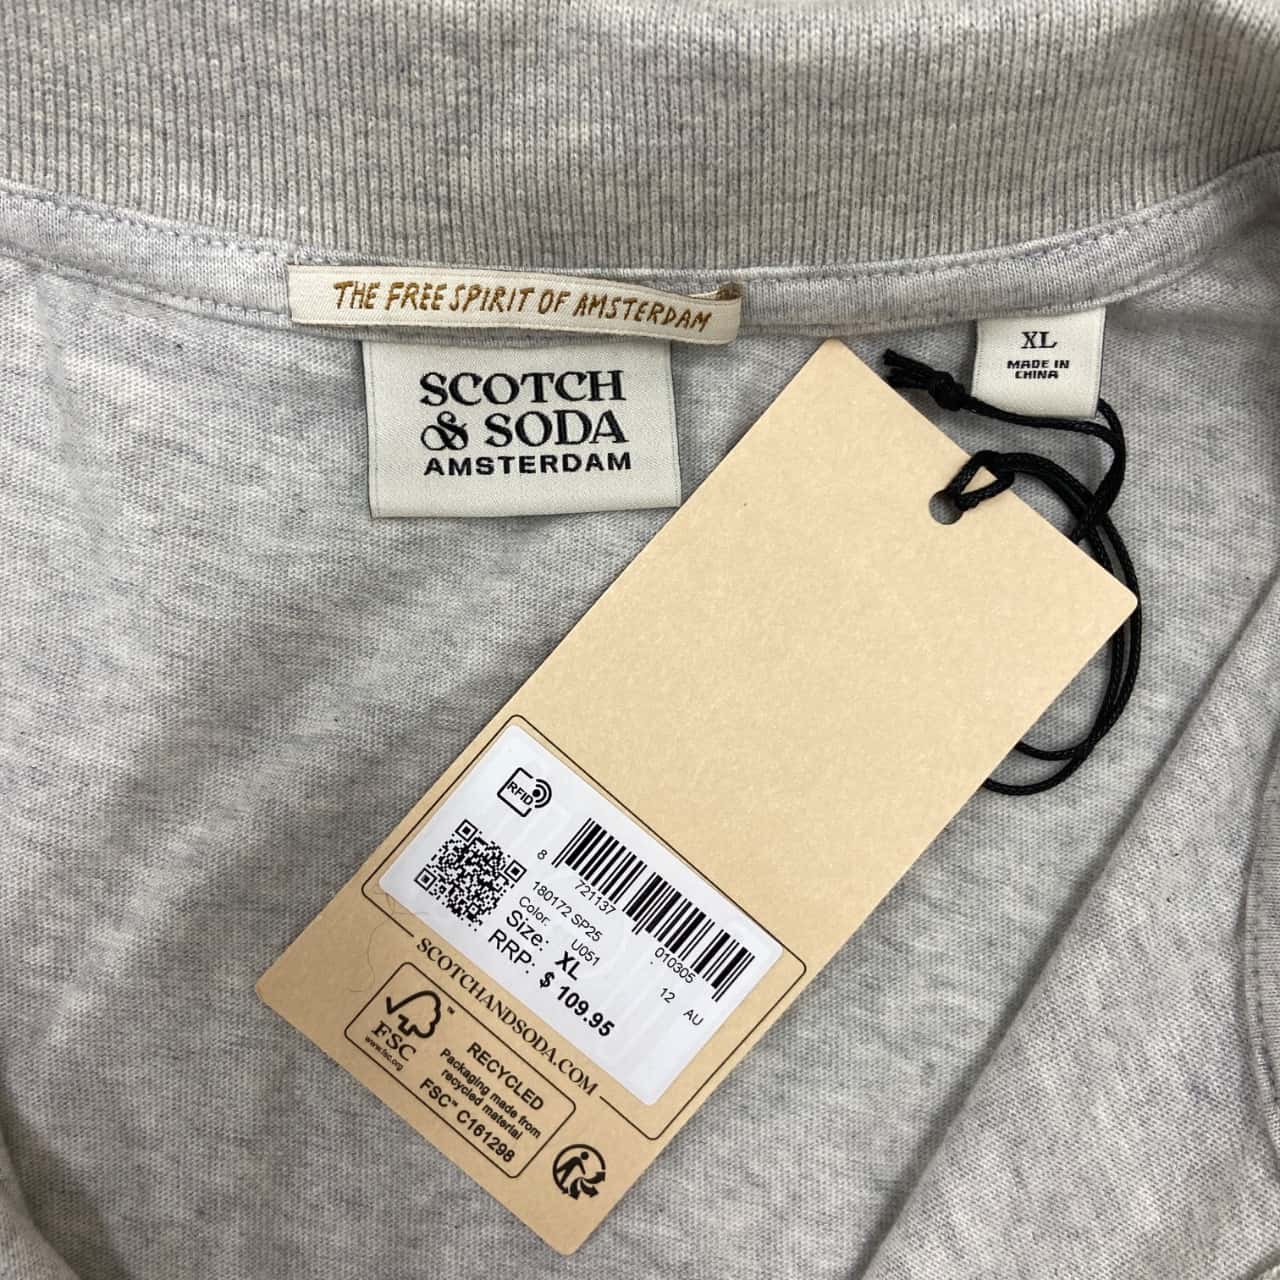 THE FREE SPIRIT OF AMSTERDAM
SCOTCH
& SODA
AMSTERDAM
XL
MADE IN
CHINA
RFID
8 721137 010305
180172 SP25 12 AU
Color: U051
Size: XL
RRP: $ 109.95
SCOTCHANDSODA.COM
FSC™
www.fsc.org
RECYCLED
Packaging made from
recycled material
FSC™ C161298